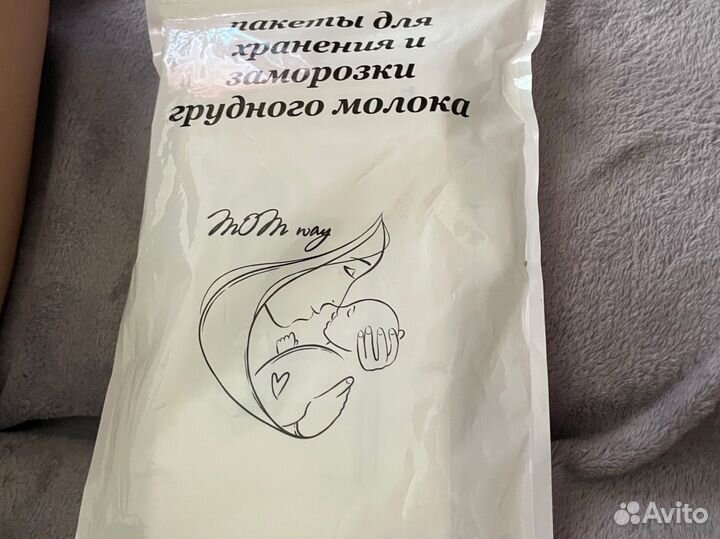 пакеты для
хранения и
заморозки
грудного молока
mom way
Avito